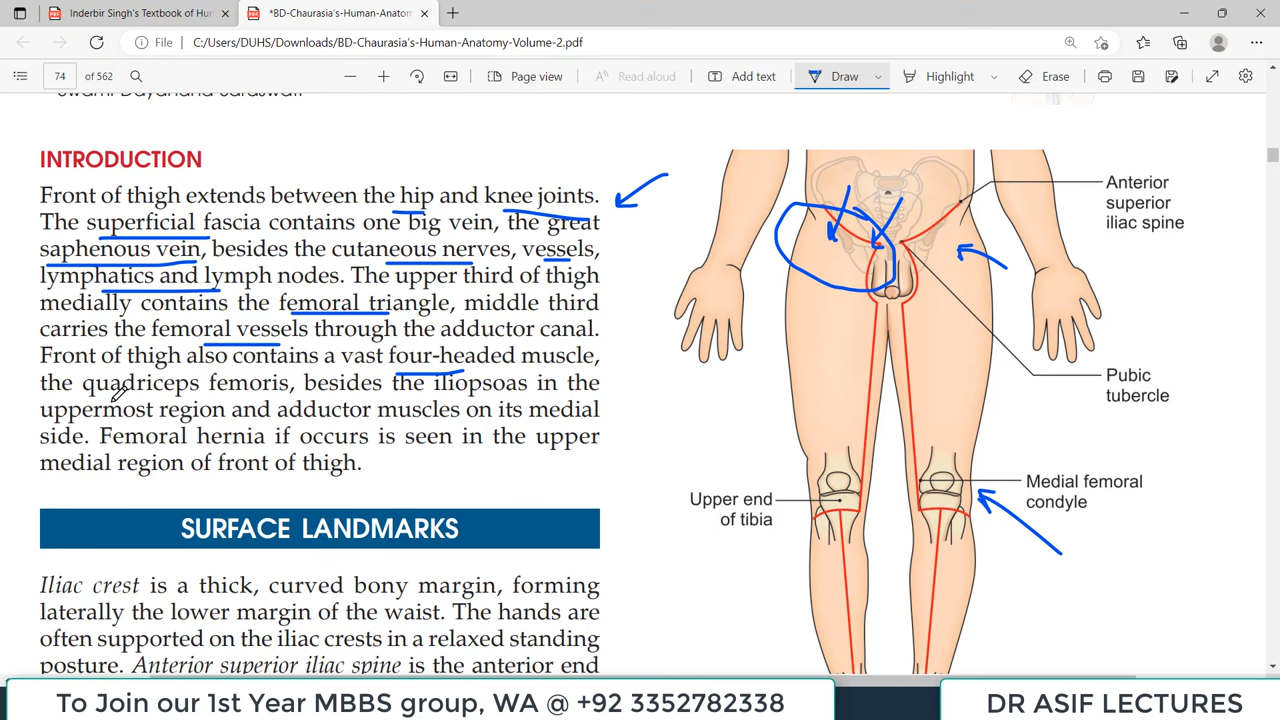 Inderbir Singh's Textbook of Hum
*BD-Chaurasia's-Human-Anatom
File
C:/Users/DUHS/Downloads/BD-Chaurasia's-Human-Anatomy-Volume-2.pdf
74 of 562
Page view
Read aloud
Add text
Draw
Highlight
Erase
Swami Dayanand Saraswati
INTRODUCTION
Front of thigh extends between the hip and knee joints.
The superficial fascia contains one big vein, the great
saphenous vein, besides the cutaneous nerves, vessels,
lymphatics and lymph nodes. The upper third of thigh
medially contains the femoral triangle, middle third
carries the femoral vessels through the adductor canal.
Front of thigh also contains a vast four-headed muscle,
the quadriceps femoris, besides the iliopsoas in the
uppermost region and adductor muscles on its medial
side. Femoral hernia if occurs is seen in the upper
medial region of front of thigh.
SURFACE LANDMARKS
Iliac crest is a thick, curved bony margin, forming
laterally the lower margin of the waist. The hands are
often supported on the iliac crests in a relaxed standing
posture. Anterior superior iliac spine is the anterior end
Anterior
superior
iliac spine
Pubic
tubercle
Medial femoral
condyle
Upper end
of tibia
To Join our 1st Year MBBS group, WA @ +92 3352782338
DR ASIF LECTURES